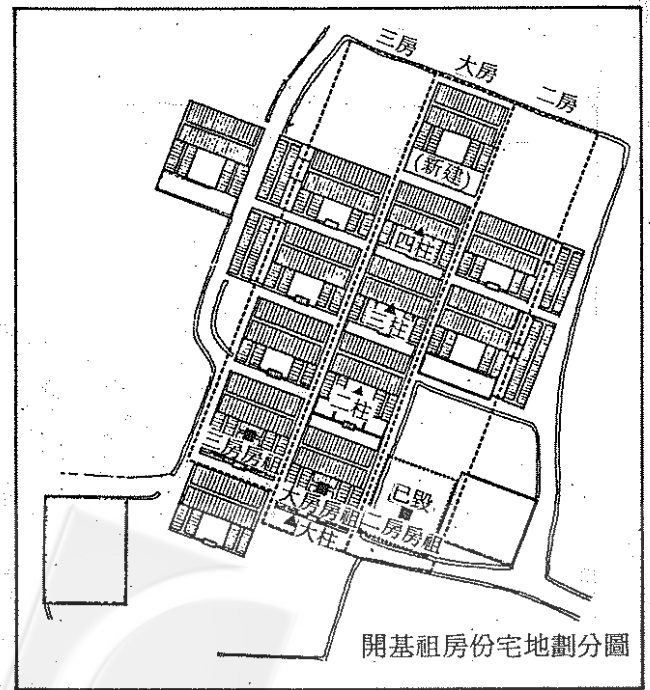 三房
大房
二房
(新建)
四柱
三柱
二柱
三房房祖
大房房祖
大柱
已毀
二房房祖
開基祖房份宅地劃分圖